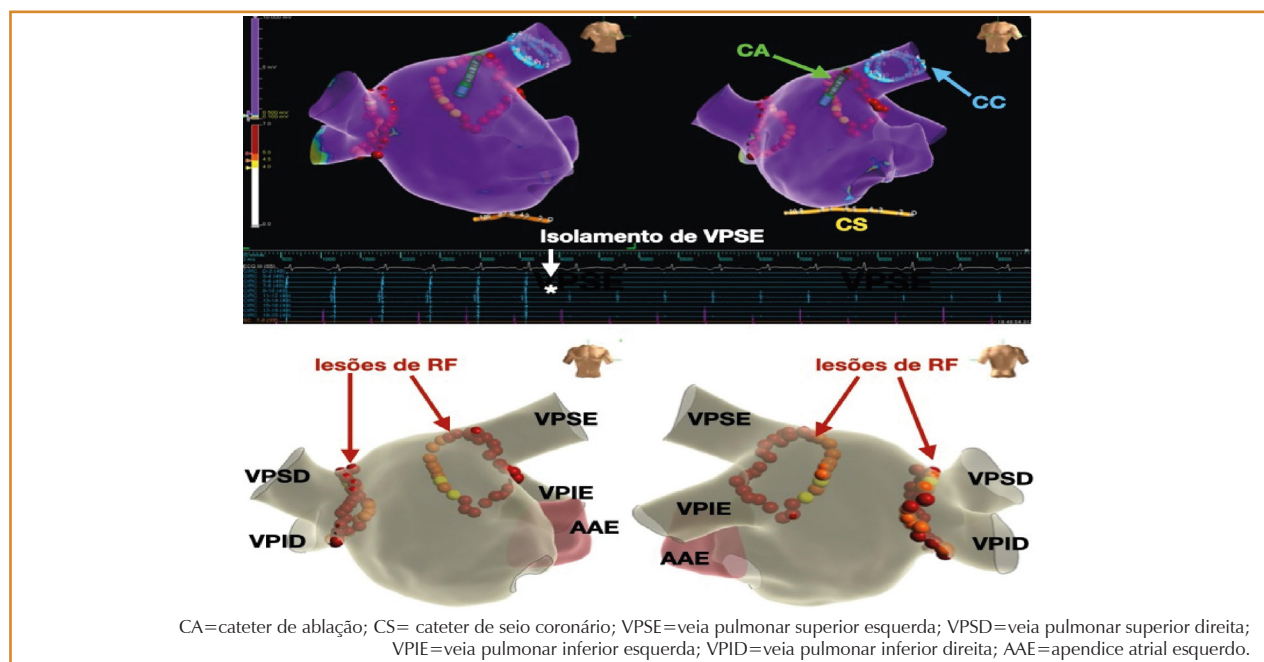 CA
CC
CS
Isolamento de VPSE
VPSE
VPSE
*
lesões de RF
lesões de RF
VPSE
VPSE
VPSD
VPSD
VPIE
VPIE
VPID
VPID
AAE
AAE
CA=cateter de ablação; CS= cateter de seio coronário; VPSE=veia pulmonar superior esquerda; VPSD=veia pulmonar superior direita;
VPIE=veia pulmonar inferior esquerda; VPID=veia pulmonar inferior direita; AAE=apendice atrial esquerdo.